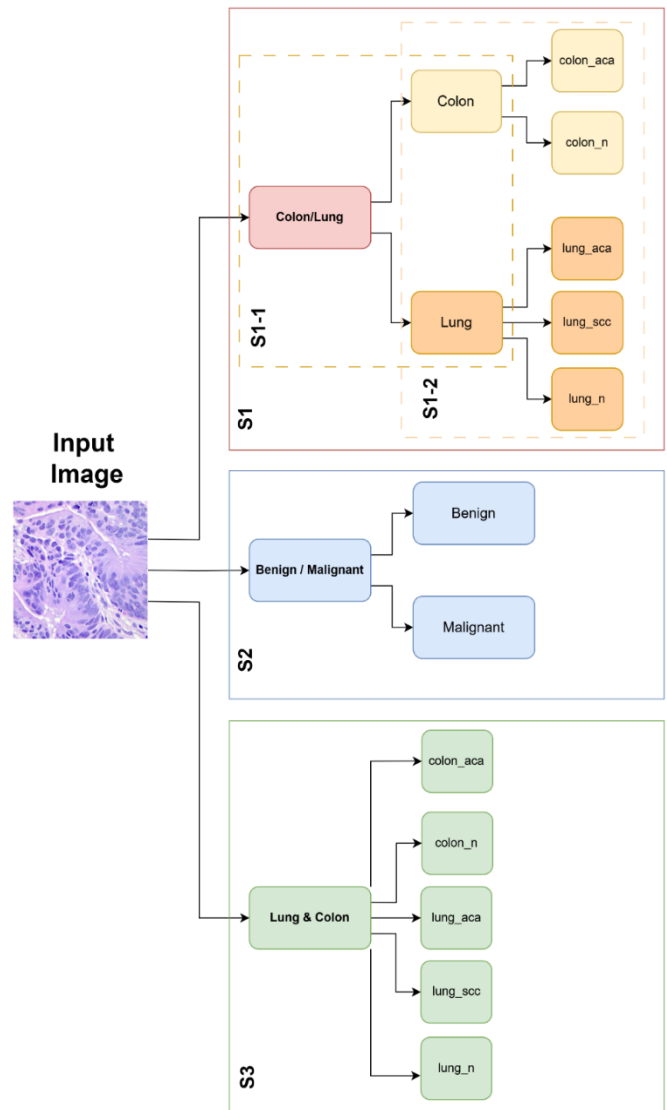 Input
Image
S1
S1-1
S1-2
Colon/Lung
Colon
colon_aca
colon_n
Lung
lung_aca
lung_scc
lung_n
S2
Benign / Malignant
Benign
Malignant
S3
Lung & Colon
colon_aca
colon_n
lung_aca
lung_scc
lung_n